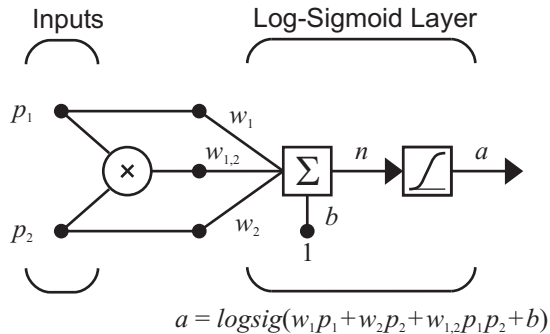 Inputs
Log-Sigmoid Layer
p1
w1
×
w1,2
Σ
n
a
p2
w2
b
1
a = logsig(w1p1+w2p2+w1,2p1p2+b)